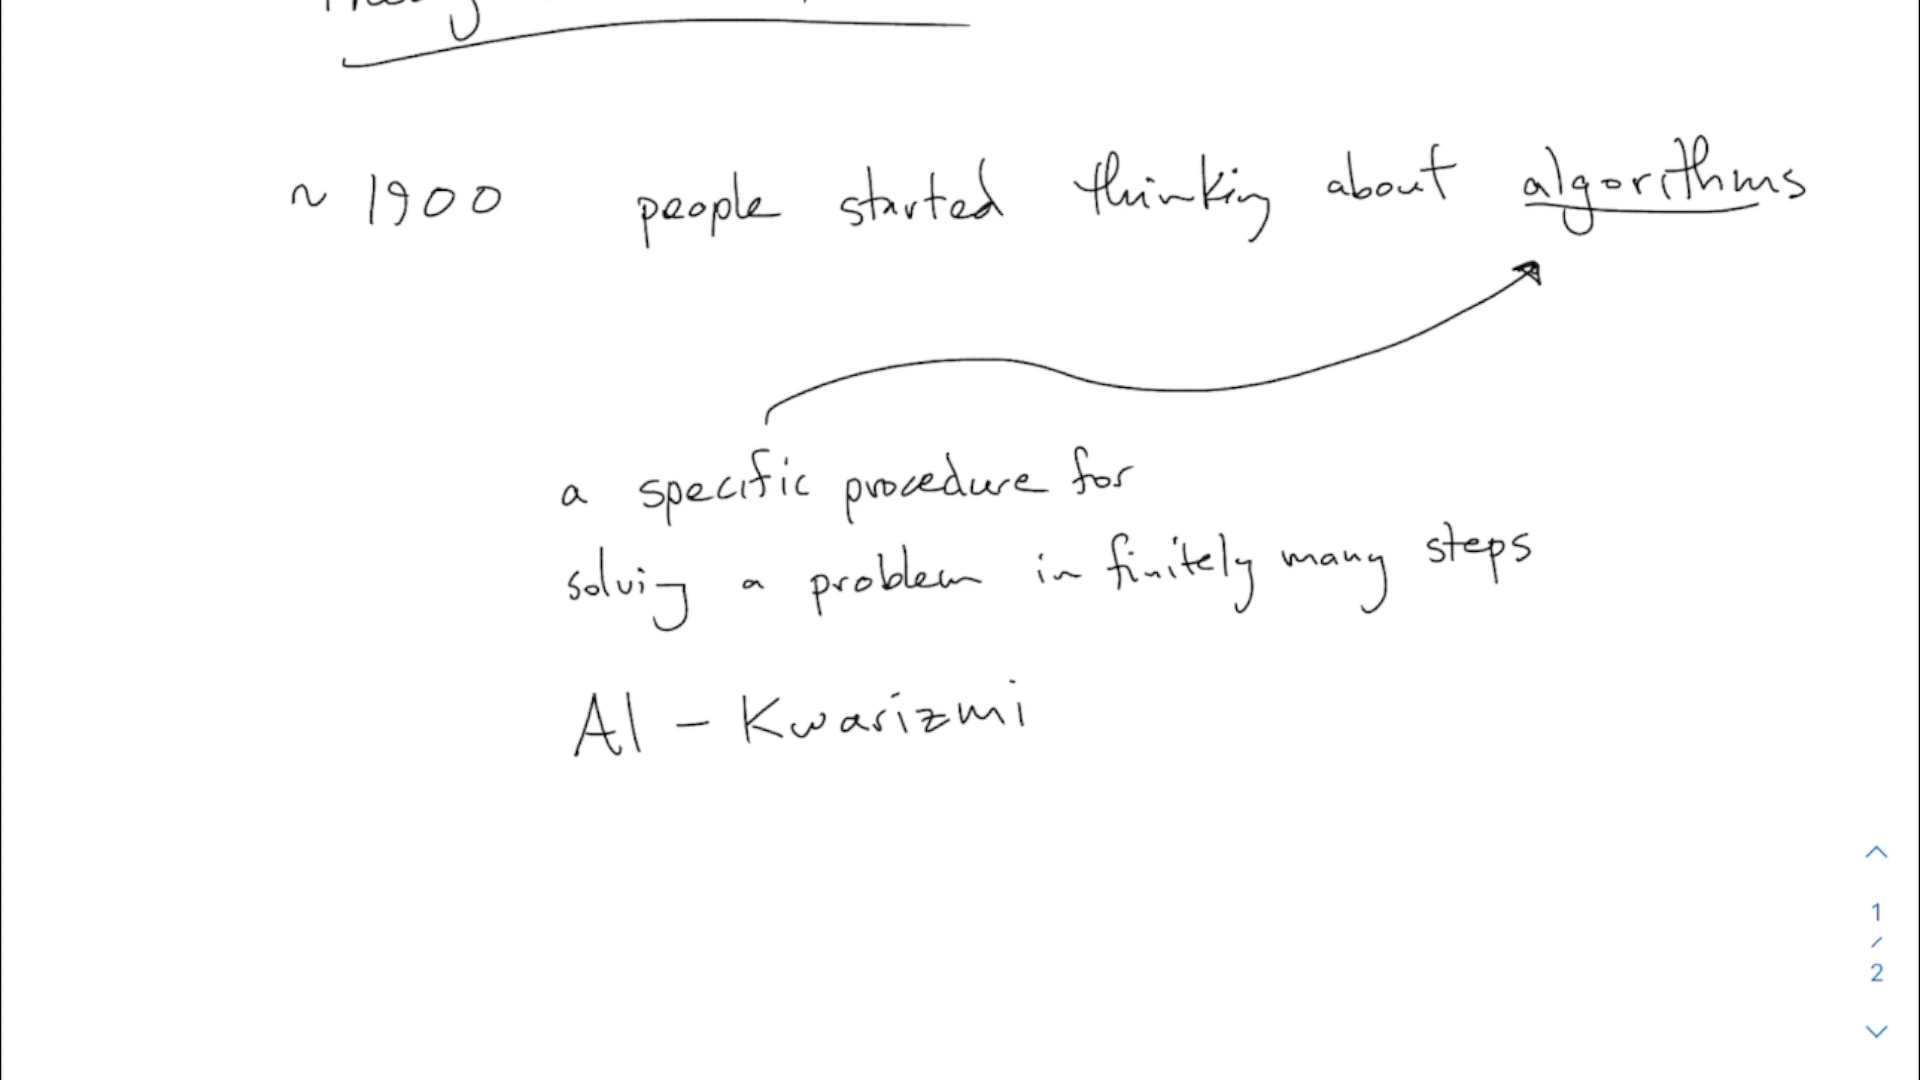 ~ 1900 people started thinking about algorithms
a specific procedure for
solving a problem in finitely many steps
Al - Kwarizmi
1
/
2